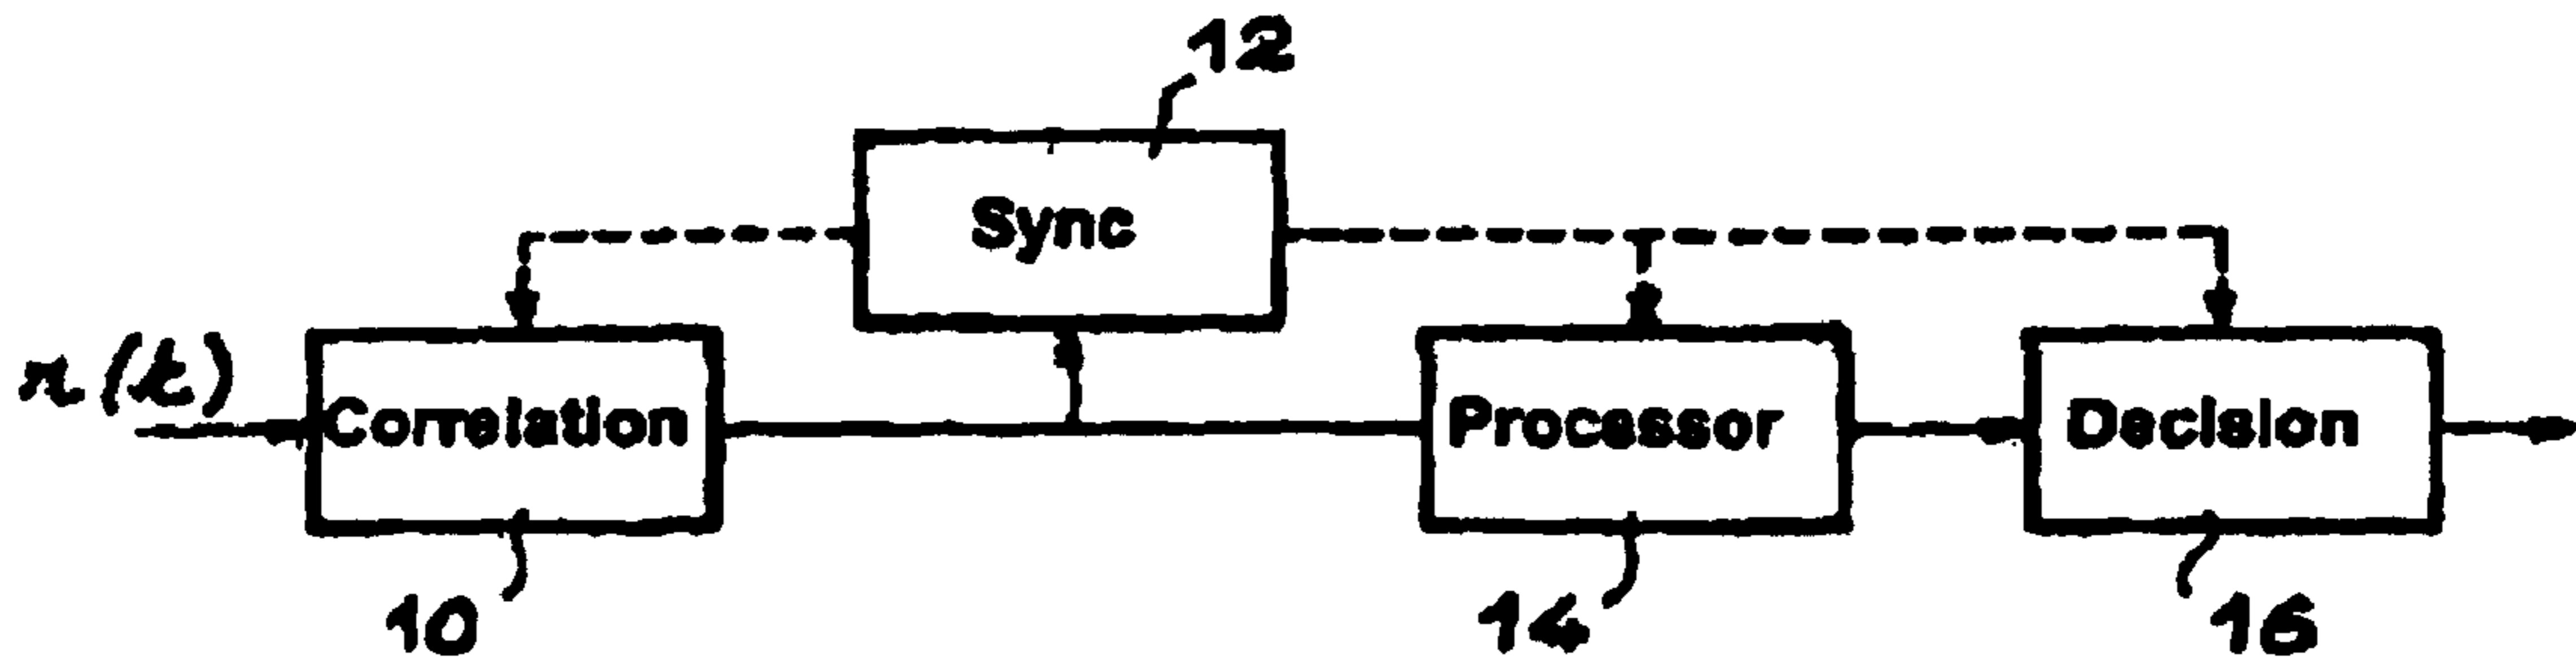 12
Sync
r(t)
Correlation
Processor
Decision
10
14
16